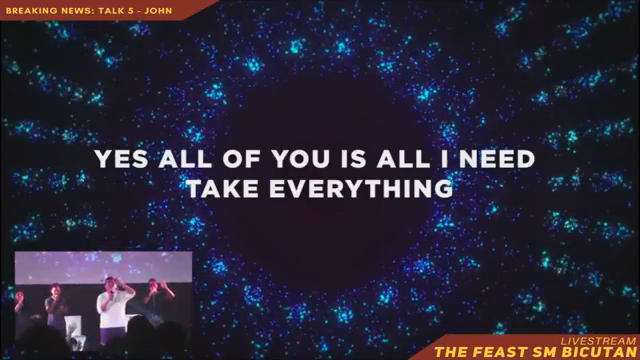 BREAKING NEWS: TALK 5 - JOHN
YES ALL OF YOU IS ALL I NEED
TAKE EVERYTHING
LIVESTREAM
THE FEAST SM BICUTAN